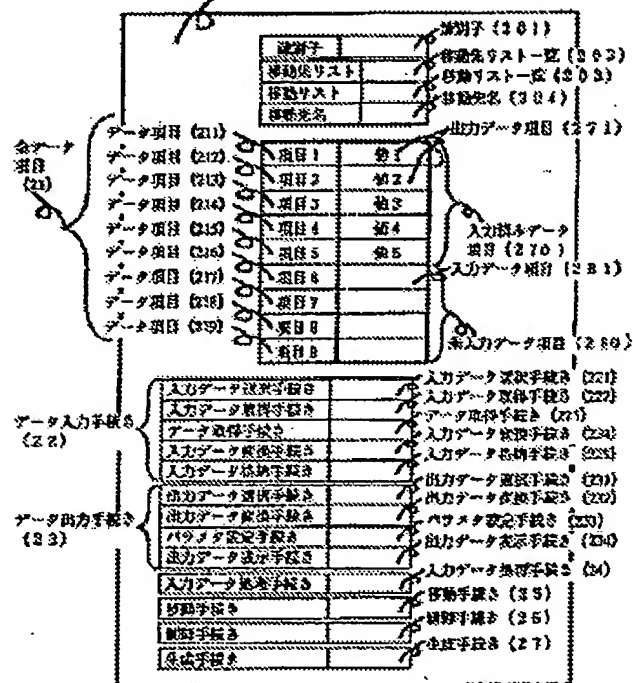 識別子
移動先リスト
移動リスト
移動先名
識別子 (201)
移動先リスト一覧 (202)
移動リスト一覧 (203)
移動先名 (204)
出力データ項目 (271)
全データ
項目
(21)
データ項目 (211)
データ項目 (212)
データ項目 (213)
データ項目 (214)
データ項目 (215)
データ項目 (216)
データ項目 (217)
データ項目 (218)
データ項目 (219)
項目1 値1
項目2 値2
項目3 値3
項目4 値4
項目5 値5
項目6
項目7
項目8
項目9
入力済みデータ
項目 (270)
入力データ項目 (281)
未入力データ項目 (280)
データ入力手続き
(22)
入力データ選択手続き
入力データ取得手続き
データ取得手続き
入力データ変換手続き
入力データ格納手続き
入力データ選択手続き (221)
入力データ取得手続き (222)
データ取得手続き (223)
入力データ変換手続き (224)
入力データ格納手続き (225)
データ出力手続き
(23)
出力データ選択手続き
出力データ変換手続き
パラメタ設定手続き
出力データ表示手続き
出力データ選択手続き (231)
出力データ変換手続き (232)
パラメタ設定手続き (233)
出力データ表示手続き (234)
入力データ処理手続き
移動手続き
制御手続き
生成手続き
入力データ処理手続き (24)
移動手続き (25)
制御手続き (26)
生成手続き (27)